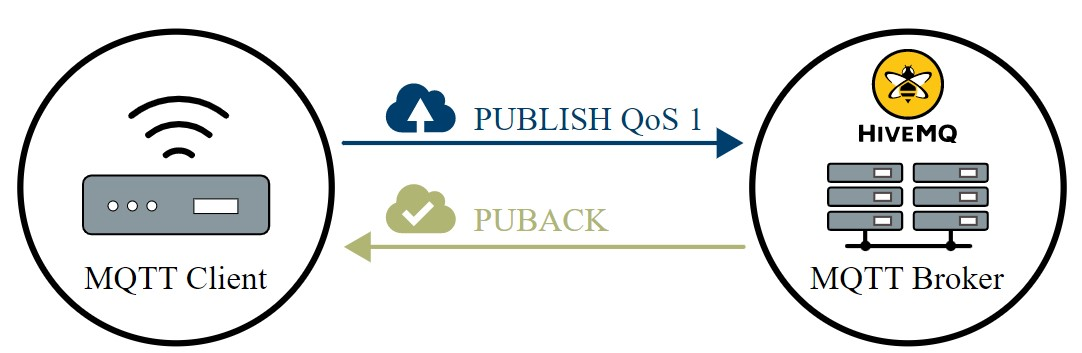 PUBLISH QoS 1
HIVEMQ
PUBACK
MQTT Client
MQTT Broker